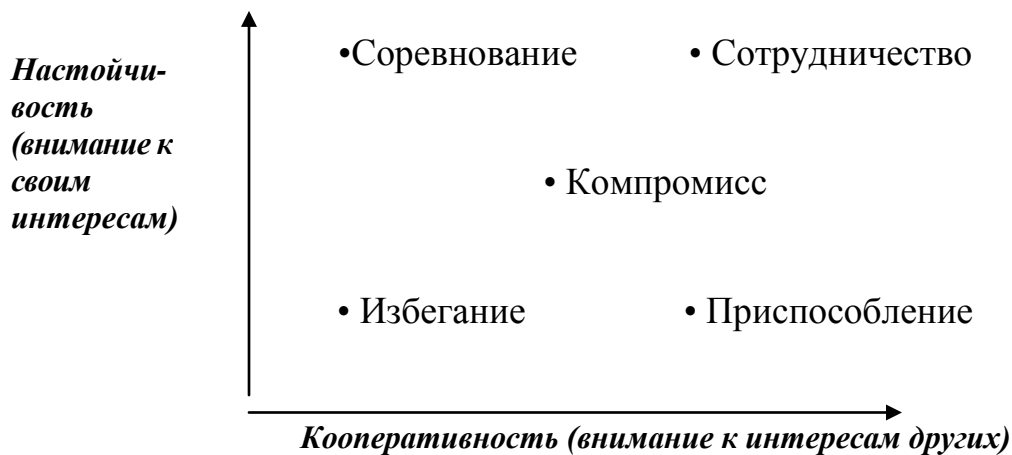 Настойчи-
вость
(внимание к
своим
интересам)
•Соревнование
• Сотрудничество
• Компромисс
• Избегание
• Приспособление
Кооперативность (внимание к интересам других)